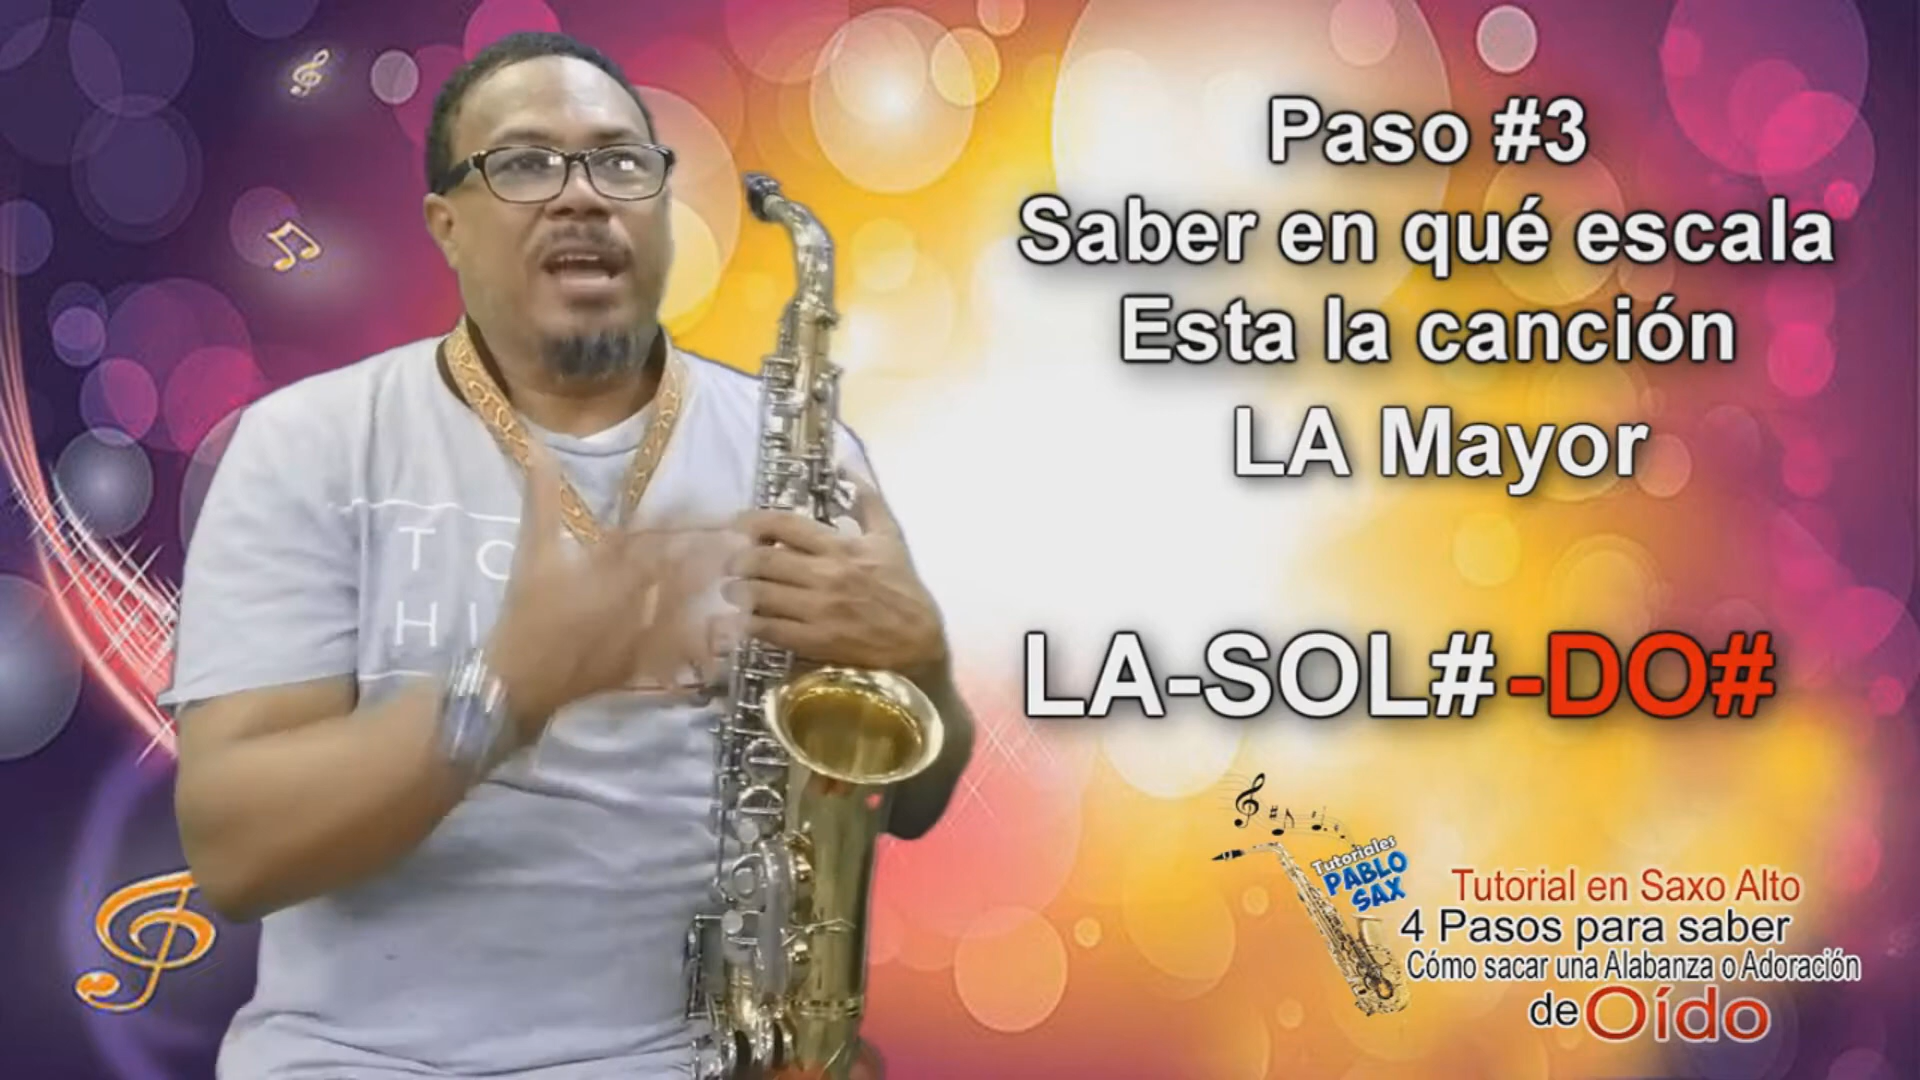 Paso #3
Saber en qué escala
Esta la canción
LA Mayor
LA-SOL#-DO#
Tutoriales
PABLO
SAX
Tutorial en Saxo Alto
4 Pasos para saber
Cómo sacar una Alabanza o Adoración
de Oído
T
HI